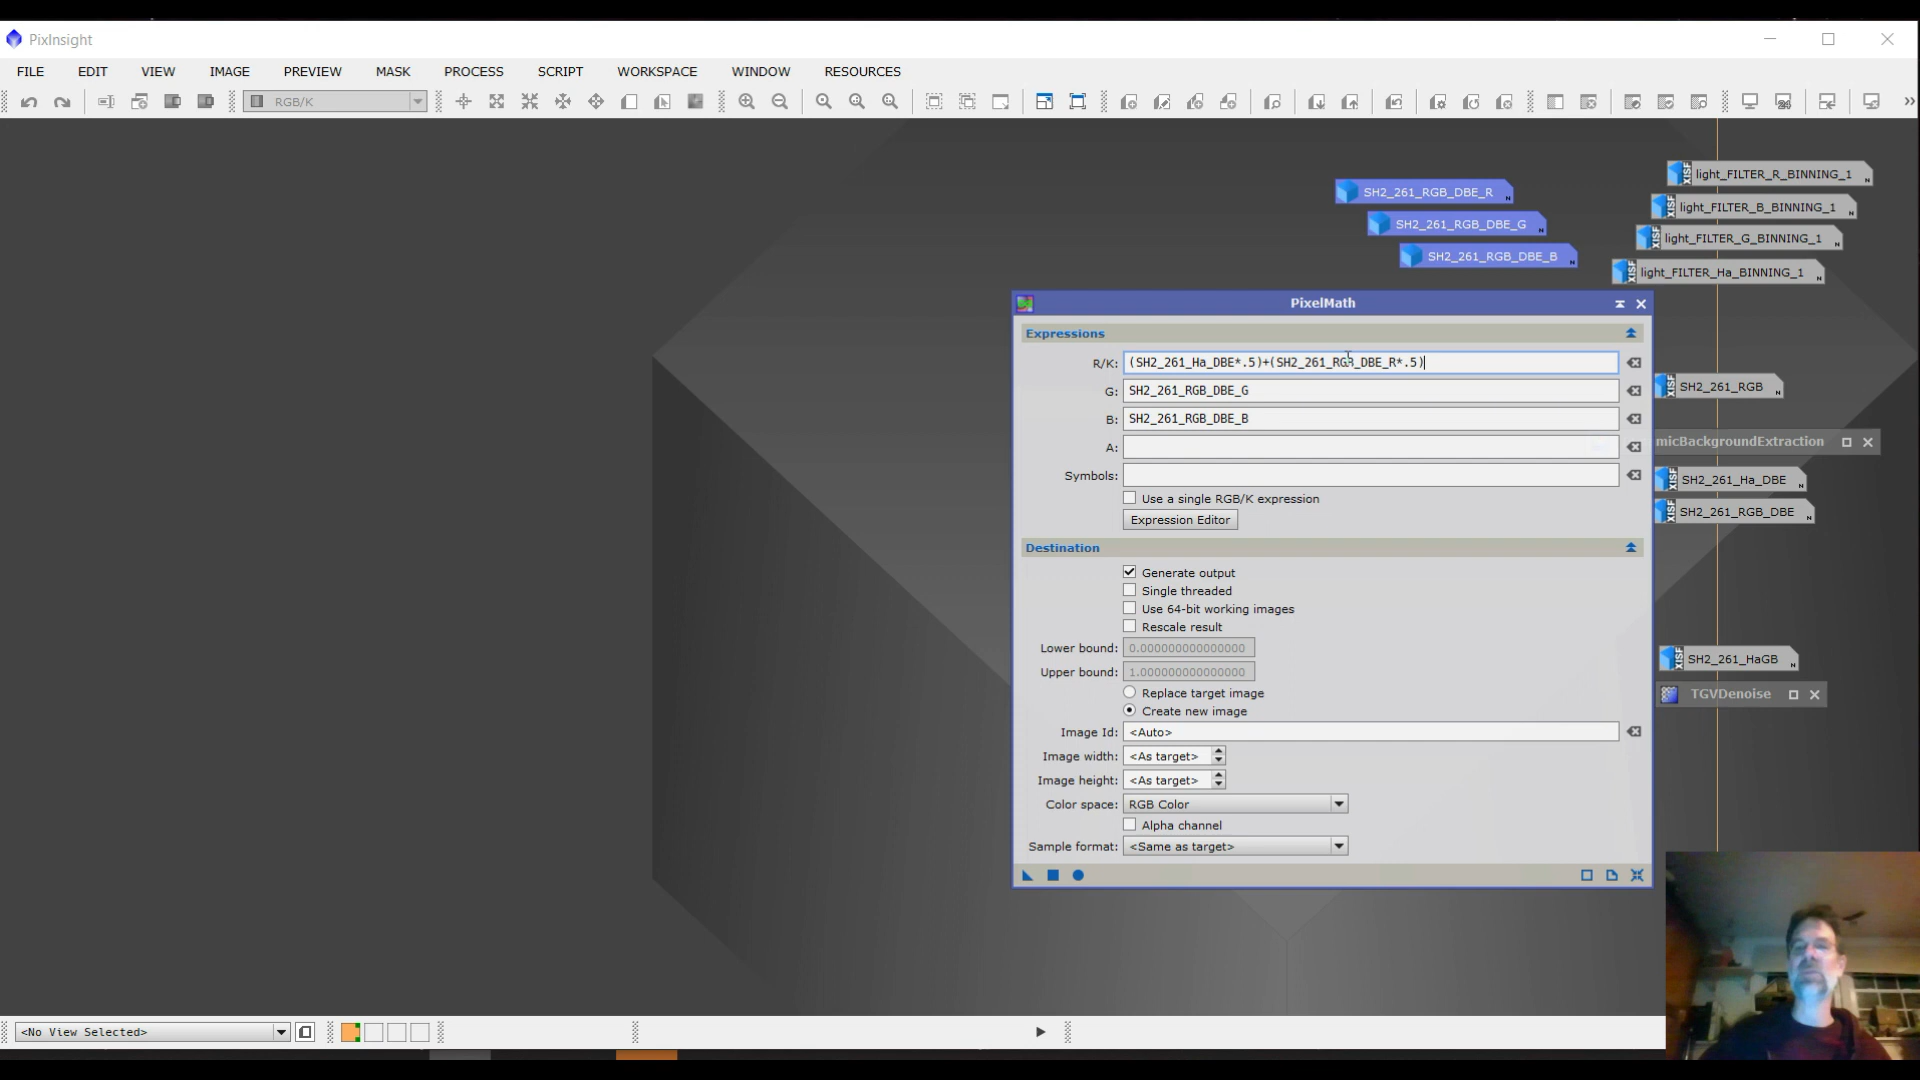 PixInsight
FILE EDIT VIEW IMAGE PREVIEW MASK PROCESS SCRIPT WORKSPACE WINDOW RESOURCES
RGB/K
light_FILTER_R_BINNING_1
SH2_261_RGB_DBE_R
light_FILTER_B_BINNING_1
SH2_261_RGB_DBE_G
light_FILTER_G_BINNING_1
SH2_261_RGB_DBE_B
light_FILTER_Ha_BINNING_1
PixelMath
Expressions
R/K: (SH2_261_Ha_DBE*.5)+(SH2_261_RGB_DBE_R*.5)
G: SH2_261_RGB_DBE_G
B: SH2_261_RGB_DBE_B
A:
Symbols:
Use a single RGB/K expression
Expression Editor
Destination
Generate output
Single threaded
Use 64-bit working images
Rescale result
Lower bound: 0.000000000000000
Upper bound: 1.000000000000000
Replace target image
Create new image
Image Id: <Auto>
Image width: <As target>
Image height: <As target>
Color space: RGB Color
Alpha channel
Sample format: <Same as target>
SH2_261_RGB
micBackgroundExtraction
SH2_261_Ha_DBE
SH2_261_RGB_DBE
SH2_261_HaGB
TGVDenoise
<No View Selected>